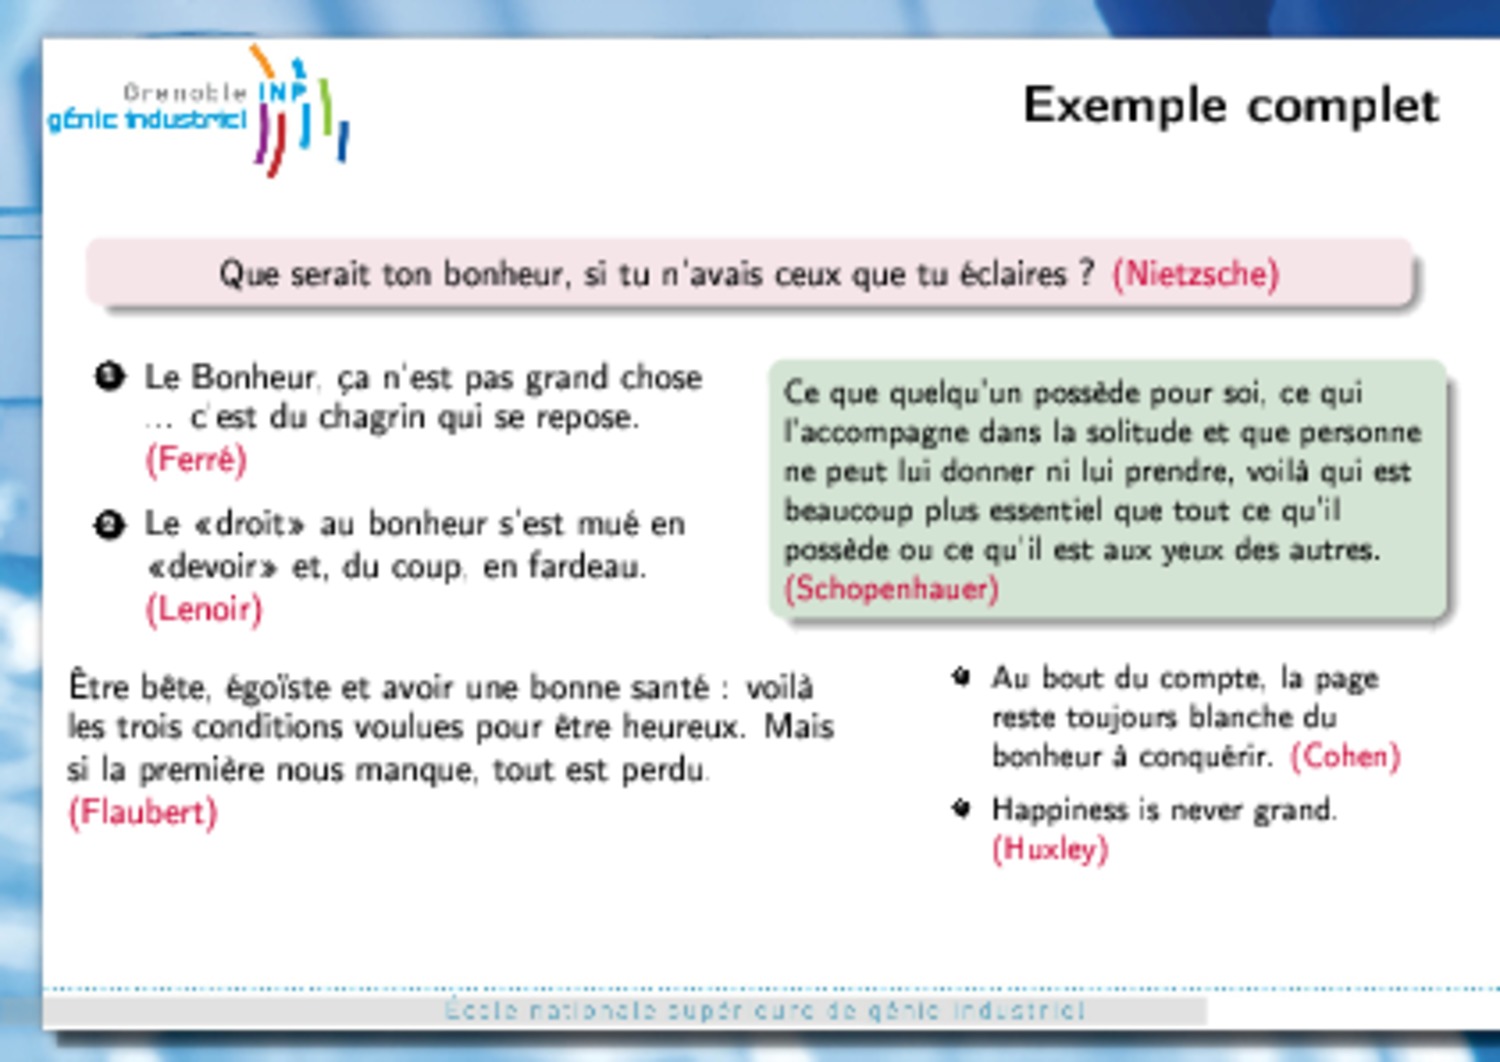 Grenoble INP
génie industriel
Exemple complet
Que serait ton bonheur, si tu n'avais ceux que tu éclaires ? (Nietzsche)
1 Le Bonheur, ça n'est pas grand chose
... c'est du chagrin qui se repose.
(Ferré)
2 Le «droit» au bonheur s'est mué en
«devoir» et, du coup, en fardeau.
(Lenoir)
Ce que quelqu'un possède pour soi, ce qui
l'accompagne dans la solitude et que personne
ne peut lui donner ni lui prendre, voilà qui est
beaucoup plus essentiel que tout ce qu'il
possède ou ce qu'il est aux yeux des autres.
(Schopenhauer)
Être bête, égoïste et avoir une bonne santé : voilà
les trois conditions voulues pour être heureux. Mais
si la première nous manque, tout est perdu.
(Flaubert)
Au bout du compte, la page
reste toujours blanche du
bonheur à conquérir. (Cohen)
Happiness is never grand.
(Huxley)
École nationale supérieure de génie industriel